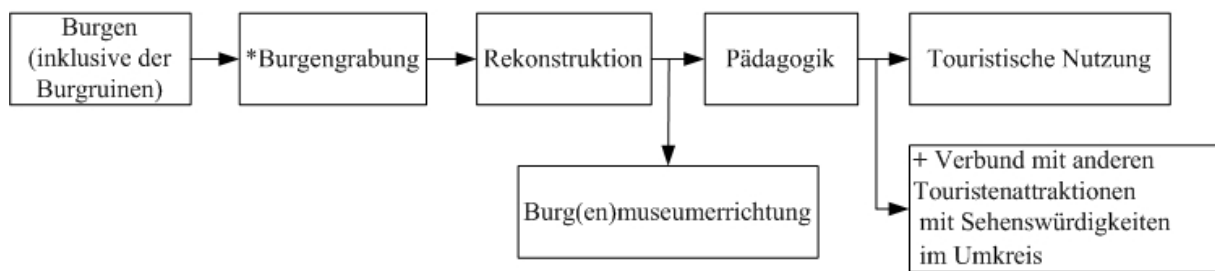 Burgen
(inklusive der
Burgruinen)
*Burgengrabung
Rekonstruktion
Pädagogik
Touristische Nutzung
Burg(en)museumerrichtung
+ Verbund mit anderen
Touristenattraktionen
mit Sehenswürdigkeiten
im Umkreis